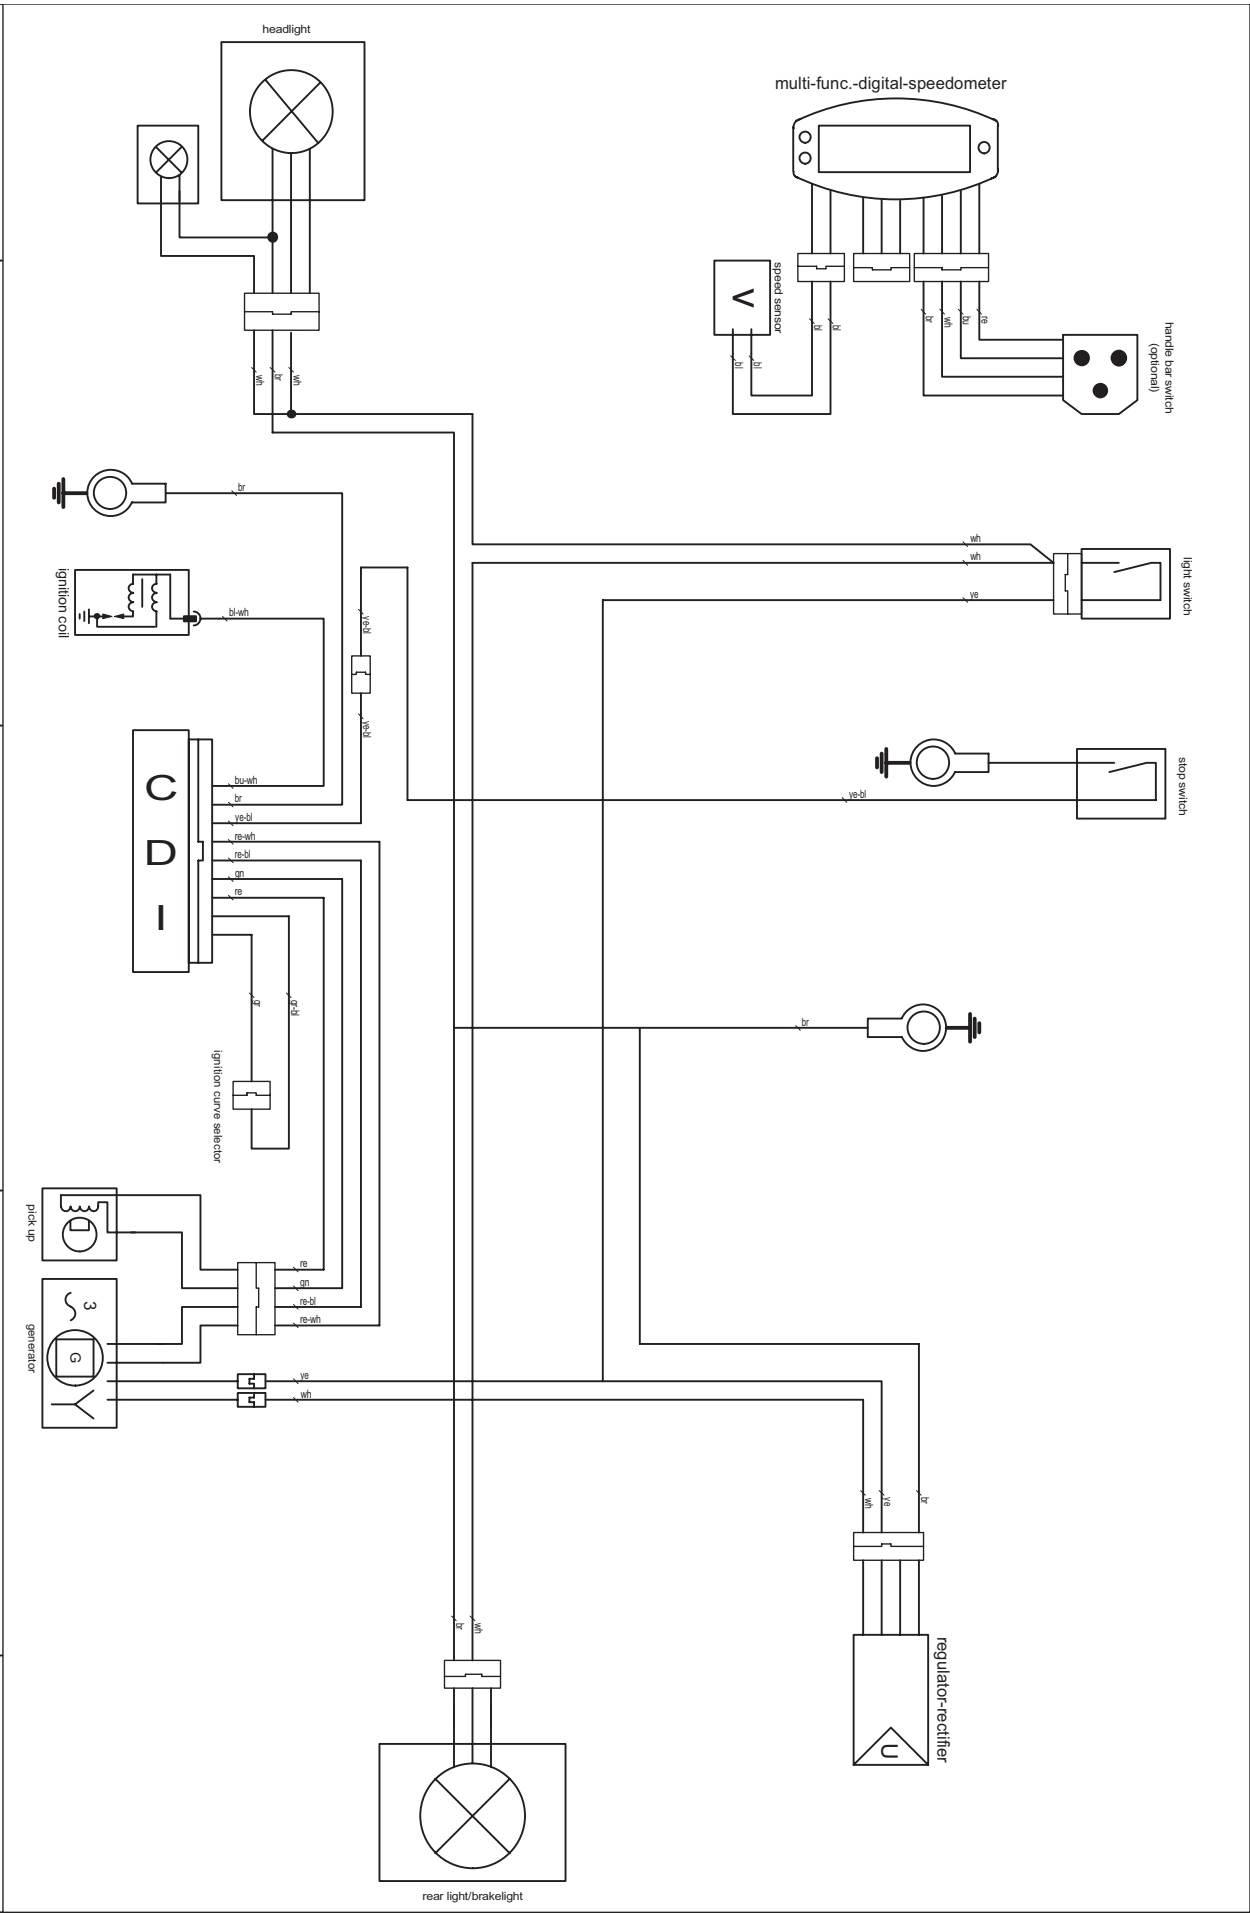 headlight
multi-func.-digital-speedometer
V
speed sensor
bl
bl
bl
bl
br
wh
bu
re
handle bar switch
(optional)
wh
br
wh
br
ignition coil
bl-wh
ye-bl
ye-bl
wh
wh
ye
light switch
stop switch
ye-bl
C
D
I
bu-wh
br
ye-bl
re-wh
re-bl
gn
re
gr
gr-bl
ignition curve selector
br
pick up
re
gn
re-bl
re-wh
3
G
generator
ye
wh
wh
ye
br
br
wh
regulator-rectifier
U
rear light/brakelight